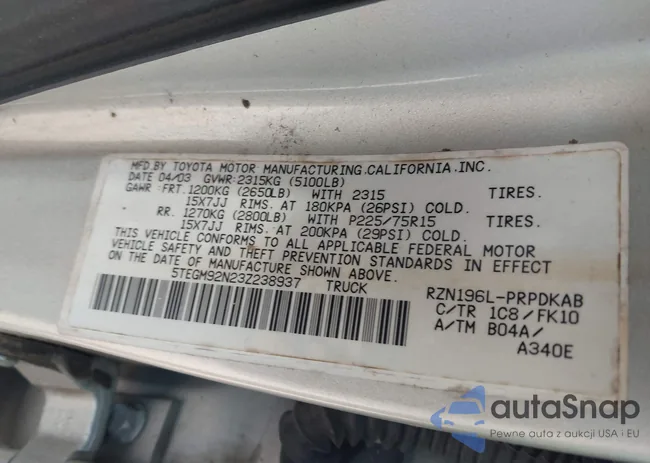 MFD.BY TOYOTA MOTOR MANUFACTURING,CALIFORNIA,INC.
DATE 04/03 GVWR:2315KG (5100LB)
GAWR :FRT.1200KG (2650LB) WITH 2315 TIRES.
15X7JJ RIMS. AT 180KPA (26PSI) COLD.
RR. 1270KG (2800LB) WITH P225/75R15 TIRES.
15X7JJ RIMS. AT 200KPA (29PSI) COLD.
THIS VEHICLE CONFORMS TO ALL APPLICABLE FEDERAL MOTOR
VEHICLE SAFETY AND THEFT PREVENTION STANDARDS IN EFFECT
ON THE DATE OF MANUFACTURE SHOWN ABOVE.
5TEGM92N23Z238937 TRUCK
RZN196L-PRPDKAB
C/TR 1C8/FK10
A/TM B04A/
A340E
autaSnap
Pewne auta z aukcji USA i EU